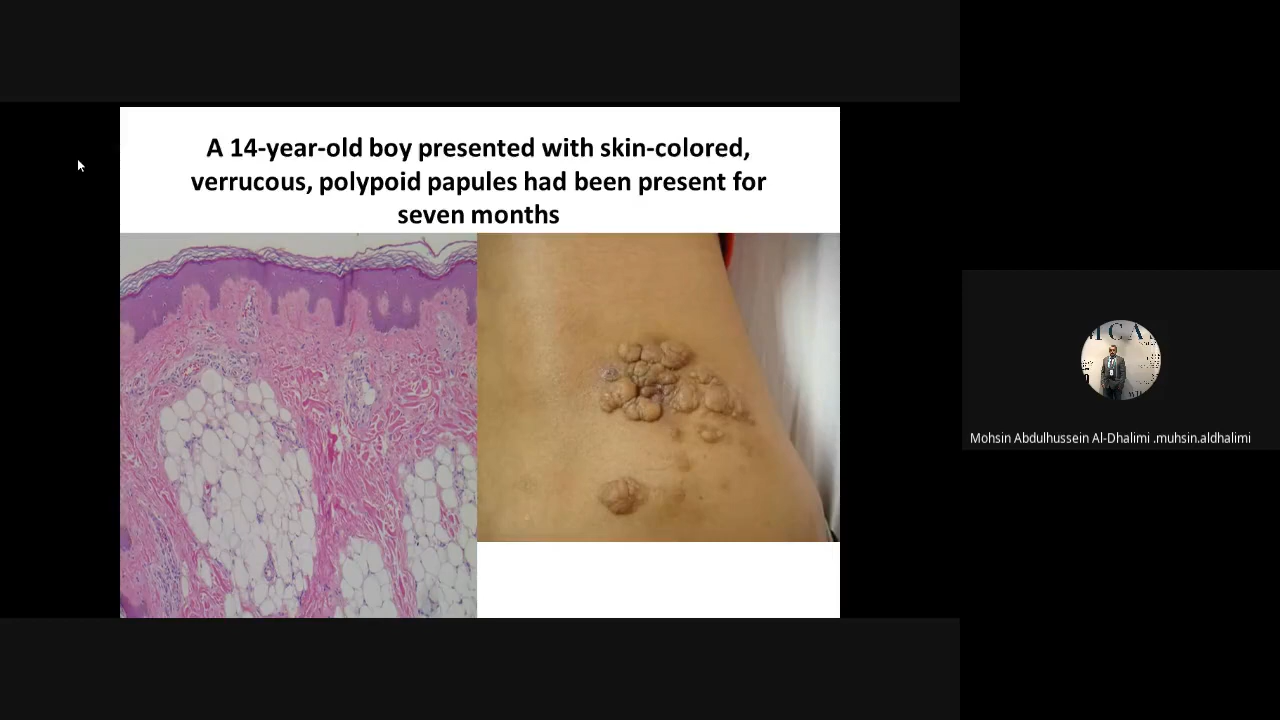 A 14-year-old boy presented with skin-colored,
verrucous, polypoid papules had been present for
seven months
Mohsin Abdulhussein Al-Dhalimi .muhsin.aldhalimi
M C A